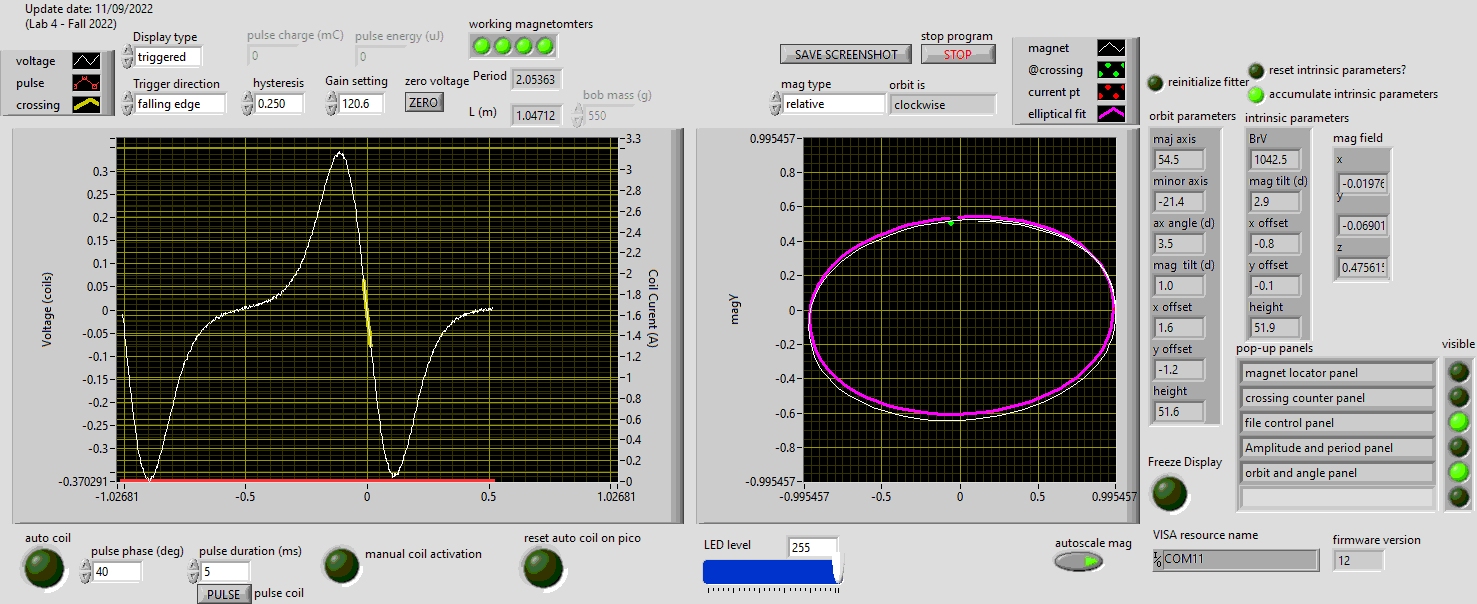 Update date: 11/09/2022
(Lab 4 - Fall 2022)
voltage
pulse
crossing
Display type
triggered
Trigger direction
falling edge
pulse charge (mC)
0
pulse energy (uJ)
0
hysteresis
0.250
Gain setting
120.6
working magnetomters
zero voltage
ZERO
Period
2.05363
L (m)
1.04712
bob mass (g)
550
SAVE SCREENSHOT
stop program
STOP
mag type
relative
orbit is
clockwise
magnet
@crossing
current pt
elliptical fit
reinitialize fitter
reset intrinsic parameters?
accumulate intrinsic parameters
Voltage (coils)
0.3
0.25
0.2
0.15
0.1
0.05
0
-0.05
-0.1
-0.15
-0.2
-0.25
-0.3
-0.370291
-1.02681
-0.5
0
0.5
1.02681
3.3
3
2.8
2.6
2.4
2.2
2
1.8
1.6
1.4
1.2
1
0.8
0.6
0.4
0.2
0
Coil Current (A)
magY
0.995457
0.8
0.6
0.4
0.2
0
-0.2
-0.4
-0.6
-0.8
-0.995457
-0.995457
-0.5
0
0.5
0.995457
orbit parameters
maj axis
54.5
minor axis
-21.4
ax angle (d)
3.5
mag tilt (d)
1.0
x offset
1.6
y offset
-1.2
height
51.6
intrinsic parameters
BrV
1042.5
mag tilt (d)
2.9
x offset
-0.8
y offset
-0.1
height
51.9
mag field
x
-0.01976
y
-0.06901
z
0.47561
pop-up panels
visible
magnet locator panel
crossing counter panel
file control panel
Amplitude and period panel
orbit and angle panel
Freeze Display
auto coil
pulse phase (deg)
40
pulse duration (ms)
5
PULSE
pulse coil
manual coil activation
reset auto coil on pico
LED level
255
autoscale mag
VISA resource name
COM11
firmware version
12